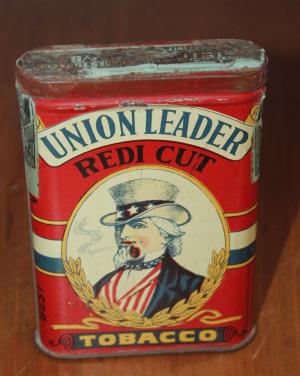 UNION LEADER
REDI CUT
TOBACCO